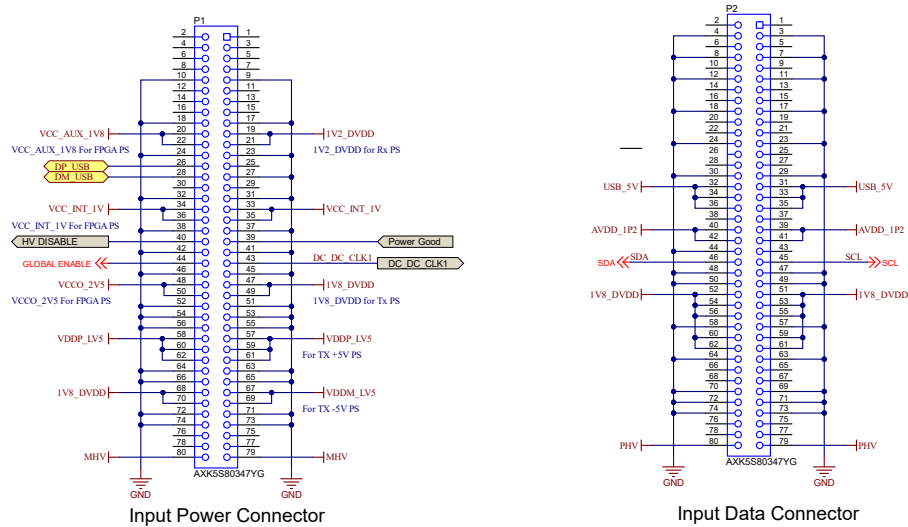 P1
2 1
4 3
6 5
8 7
10 9
12 11
14 13
16 15
18 17
VCC_AUX_1V8 20 19 1V2_DVDD
22 21
VCC_AUX_1V8 For FPGA PS 24 23 1V2_DVDD for Rx PS
DP_USB 26 25
DM_USB 28 27
30 29
32 31
VCC_INT_1V 34 33 VCC_INT_1V
36 35
VCC_INT_1V For FPGA PS 38 37
HV DISABLE 40 39 Power Good
42 41
GLOBAL ENABLE 44 43 DC_DC_CLK1 DC_DC_CLK1
46 45
VCCO_2V5 48 47 1V8_DVDD
50 49
VCCO_2V5 For FPGA PS 52 51 1V8_DVDD for Tx PS
54 53
56 55
VDDP_LV5 58 57 VDDP_LV5
60 59
62 61 For TX +5V PS
64 63
66 65
1V8_DVDD 68 67 VDDM_LV5
70 69
72 71 For TX -5V PS
74 73
76 75
78 77
MHV 80 79 MHV
AXK5S80347YG
GND GND
Input Power Connector
P2
2 1
4 3
6 5
8 7
10 9
12 11
14 13
16 15
18 17
20 19
22 21
24 23
26 25
28 27
30 29
USB_5V 32 31 USB_5V
34 33
36 35
38 37
AVDD_1P2 40 39 AVDD_1P2
42 41
44 43
SDA SDA 46 45 SCL SCL
48 47
50 49
1V8_DVDD 52 51 1V8_DVDD
54 53
56 55
58 57
60 59
62 61
64 63
66 65
68 67
70 69
72 71
74 73
76 75
78 77
PHV 80 79 PHV
AXK5S80347YG
GND GND
Input Data Connector